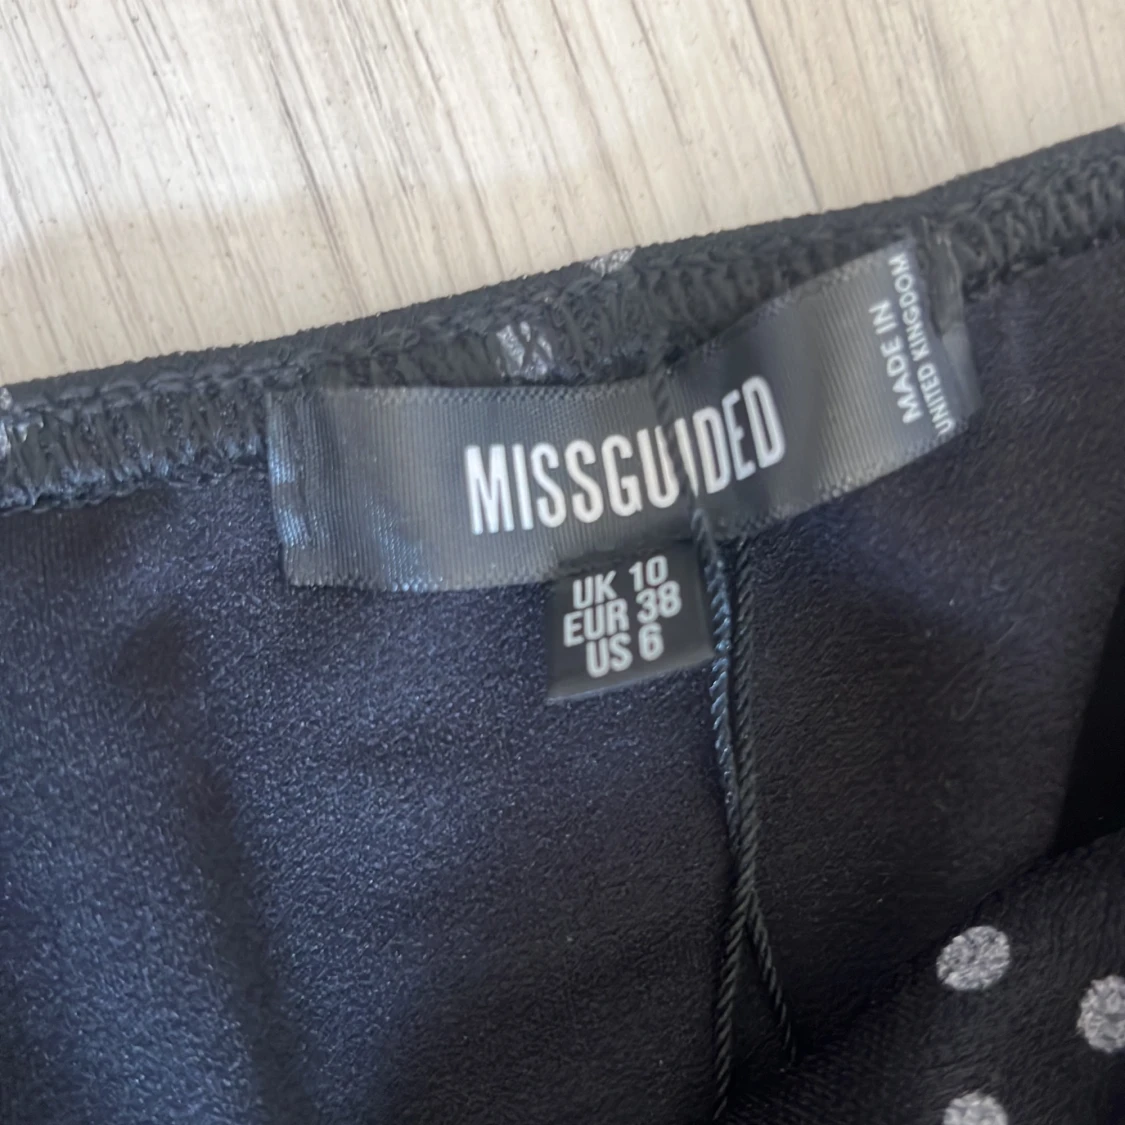 MISSGUIDED
MADE IN
UNITED KINGDOM
UK 10
EUR 38
US 6